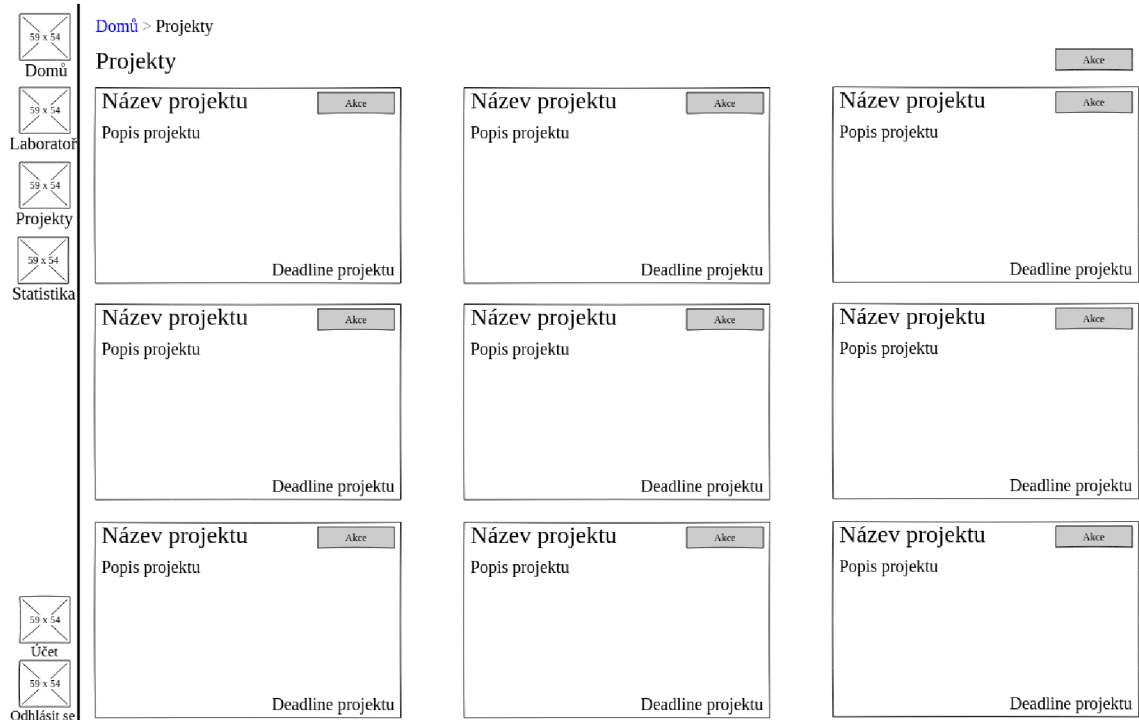 59 x 54
Domů
59 x 54
Laboratoř
59 x 54
Projekty
59 x 54
Statistika
59 x 54
Účet
59 x 54
Odhlásit se
Domů > Projekty
Projekty
Akce
Název projektu
Akce
Popis projektu
Deadline projektu
Název projektu
Akce
Popis projektu
Deadline projektu
Název projektu
Akce
Popis projektu
Deadline projektu
Název projektu
Akce
Popis projektu
Deadline projektu
Název projektu
Akce
Popis projektu
Deadline projektu
Název projektu
Akce
Popis projektu
Deadline projektu
Název projektu
Akce
Popis projektu
Deadline projektu
Název projektu
Akce
Popis projektu
Deadline projektu
Název projektu
Akce
Popis projektu
Deadline projektu